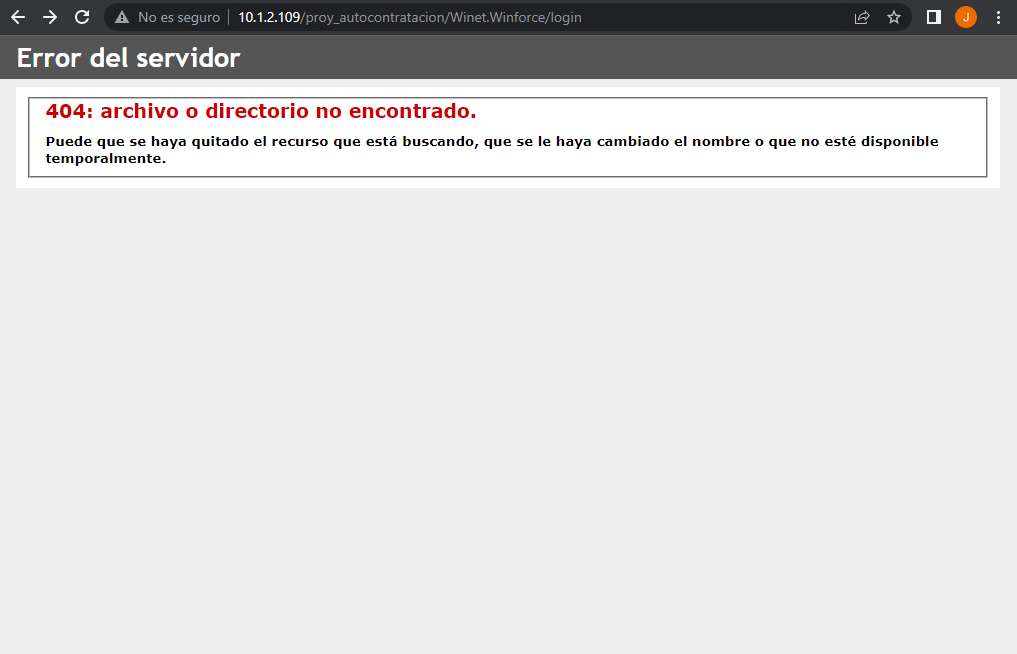 No es seguro | 10.1.2.109/proy_autocontratacion/Winet.Winforce/login
J
Error del servidor
404: archivo o directorio no encontrado.
Puede que se haya quitado el recurso que está buscando, que se le haya cambiado el nombre o que no esté disponible
temporalmente.